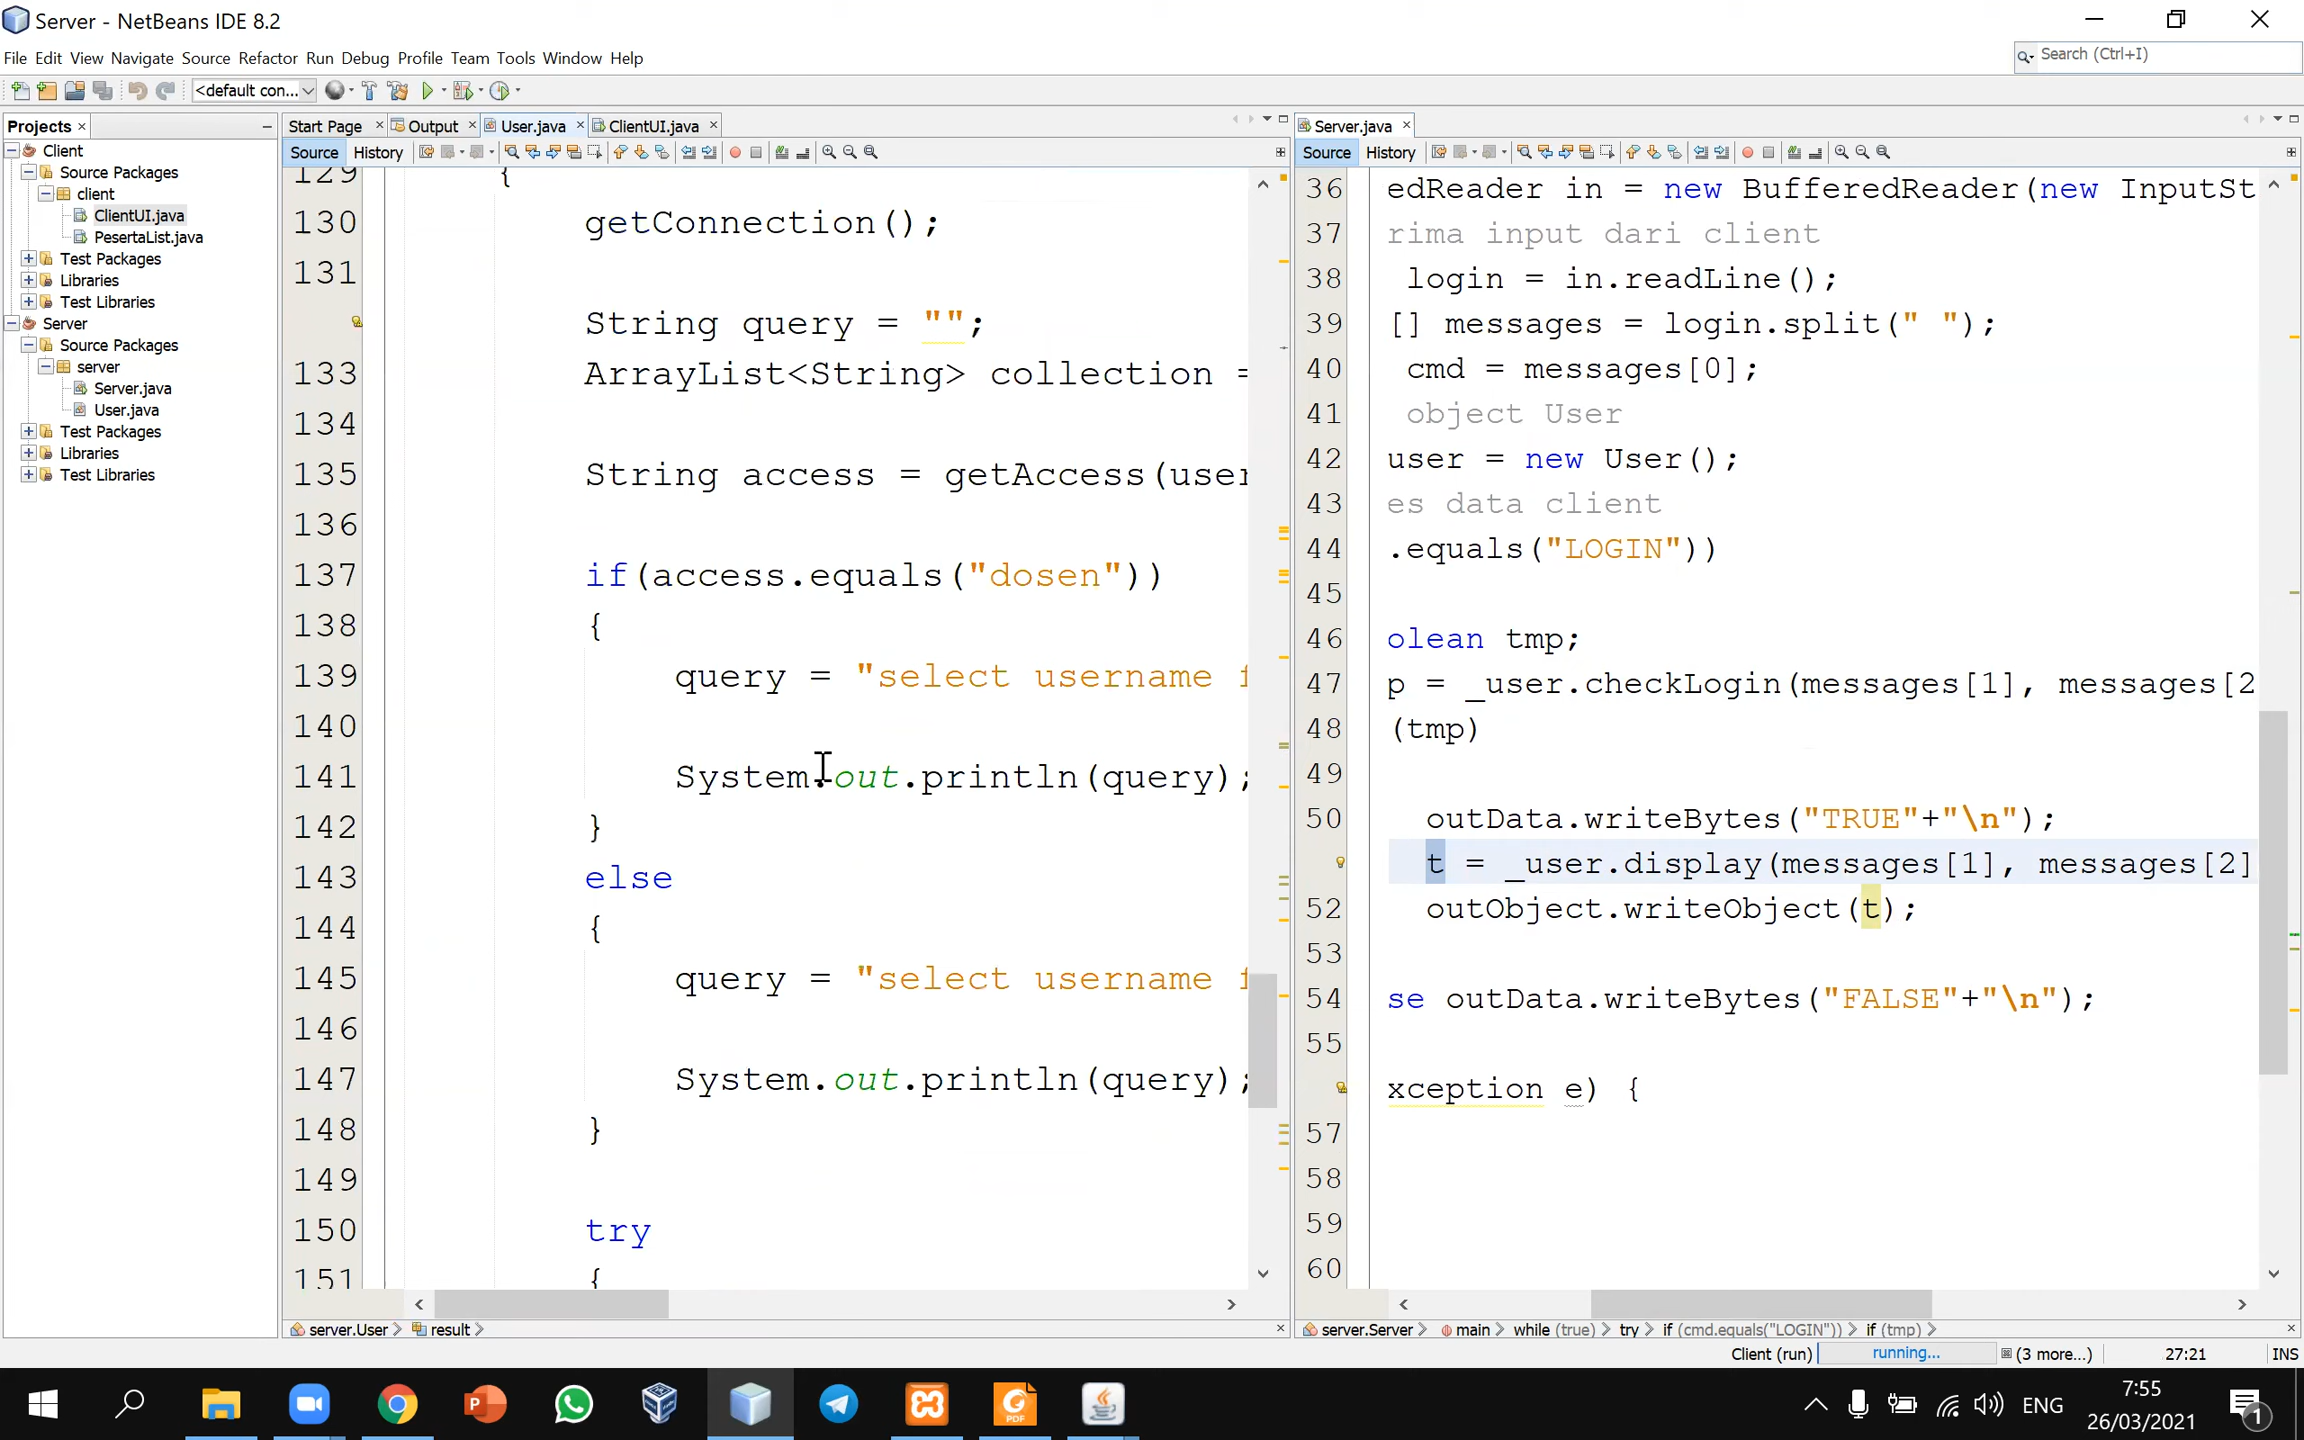 Server - NetBeans IDE 8.2
File Edit View Navigate Source Refactor Run Debug Profile Team Tools Window Help
Search (Ctrl+I)
<default con...
Projects
Client
Source Packages
client
ClientUI.java
PesertaList.java
Test Packages
Libraries
Test Libraries
Server
Source Packages
server
Server.java
User.java
Test Packages
Libraries
Test Libraries
Start Page Output User.java ClientUI.java
Source History
129 {
130 getConnection();
131
String query = "";
133 ArrayList<String> collection =
134
135 String access = getAccess(user
136
137 if(access.equals("dosen"))
138 {
139 query = "select username f
140
141 System.out.println(query);
142 }
143 else
144 {
145 query = "select username f
146
147 System.out.println(query);
148 }
149
150 try
151 {
server.User result
Server.java
Source History
36 edReader in = new BufferedReader(new InputSt
37 rima input dari client
38 login = in.readLine();
39 [] messages = login.split(" ");
40 cmd = messages[0];
41 object User
42 user = new User();
43 es data client
44 .equals("LOGIN"))
45
46 olean tmp;
47 p = _user.checkLogin(messages[1], messages[2
48 (tmp)
49
50 outData.writeBytes("TRUE"+"\n");
t = _user.display(messages[1], messages[2]
52 outObject.writeObject(t);
53
54 se outData.writeBytes("FALSE"+"\n");
55
xception e) {
57
58
59
60
server.Server main while (true) try if (cmd.equals("LOGIN")) if (tmp)
Client (run) running... (3 more...) 27:21 INS
ENG
7:55
26/03/2021
1